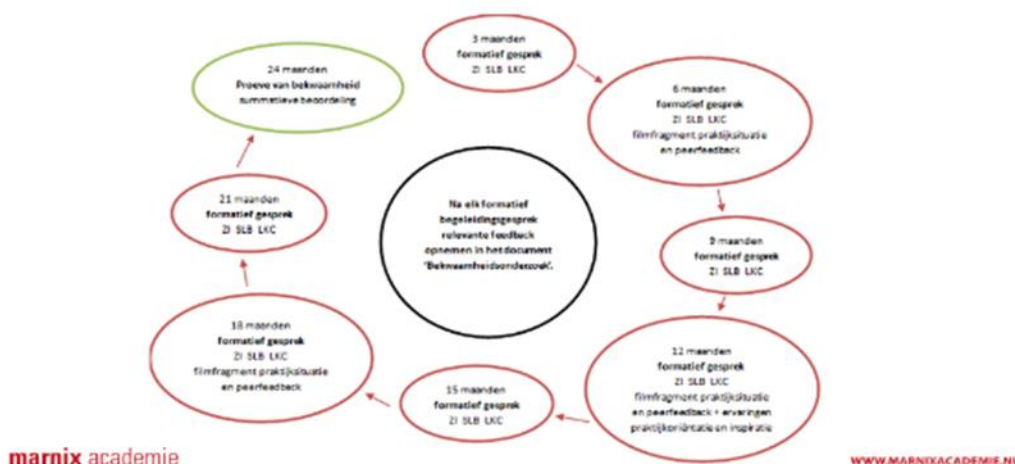 3 maanden
formatief gesprek
ZI SLB LKC
6 maanden
formatief gesprek
ZI SLB LKC
filmfragment praktijksituatie
en peerfeedback
9 maanden
formatief gesprek
ZI SLB LKC
12 maanden
formatief gesprek
ZI SLB LKC
filmfragment praktijksituatie
en peerfeedback + ervaringen
praktijkoriëntatie en inspiratie
15 maanden
formatief gesprek
ZI SLB LKC
18 maanden
formatief gesprek
ZI SLB LKC
filmfragment praktijksituatie
en peerfeedback
21 maanden
formatief gesprek
ZI SLB LKC
24 maanden
Proeve van bekwaamheid
summatieve beoordeling
Na elk formatief
begeleidingsgesprek
relevante feedback
opnemen in het document
'Bekwaamheidsonderzoek'.
marnix academie
WWW.MARNIXACADEMIE.NL